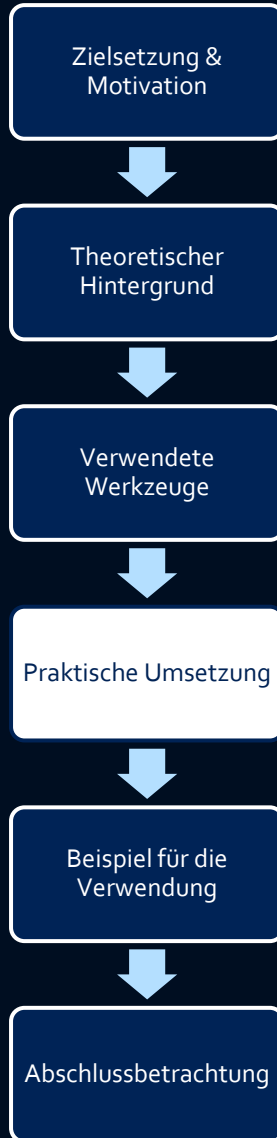 Zielsetzung &
Motivation
Theoretischer
Hintergrund
Verwendete
Werkzeuge
Praktische Umsetzung
Beispiel für die
Verwendung
Abschlussbetrachtung